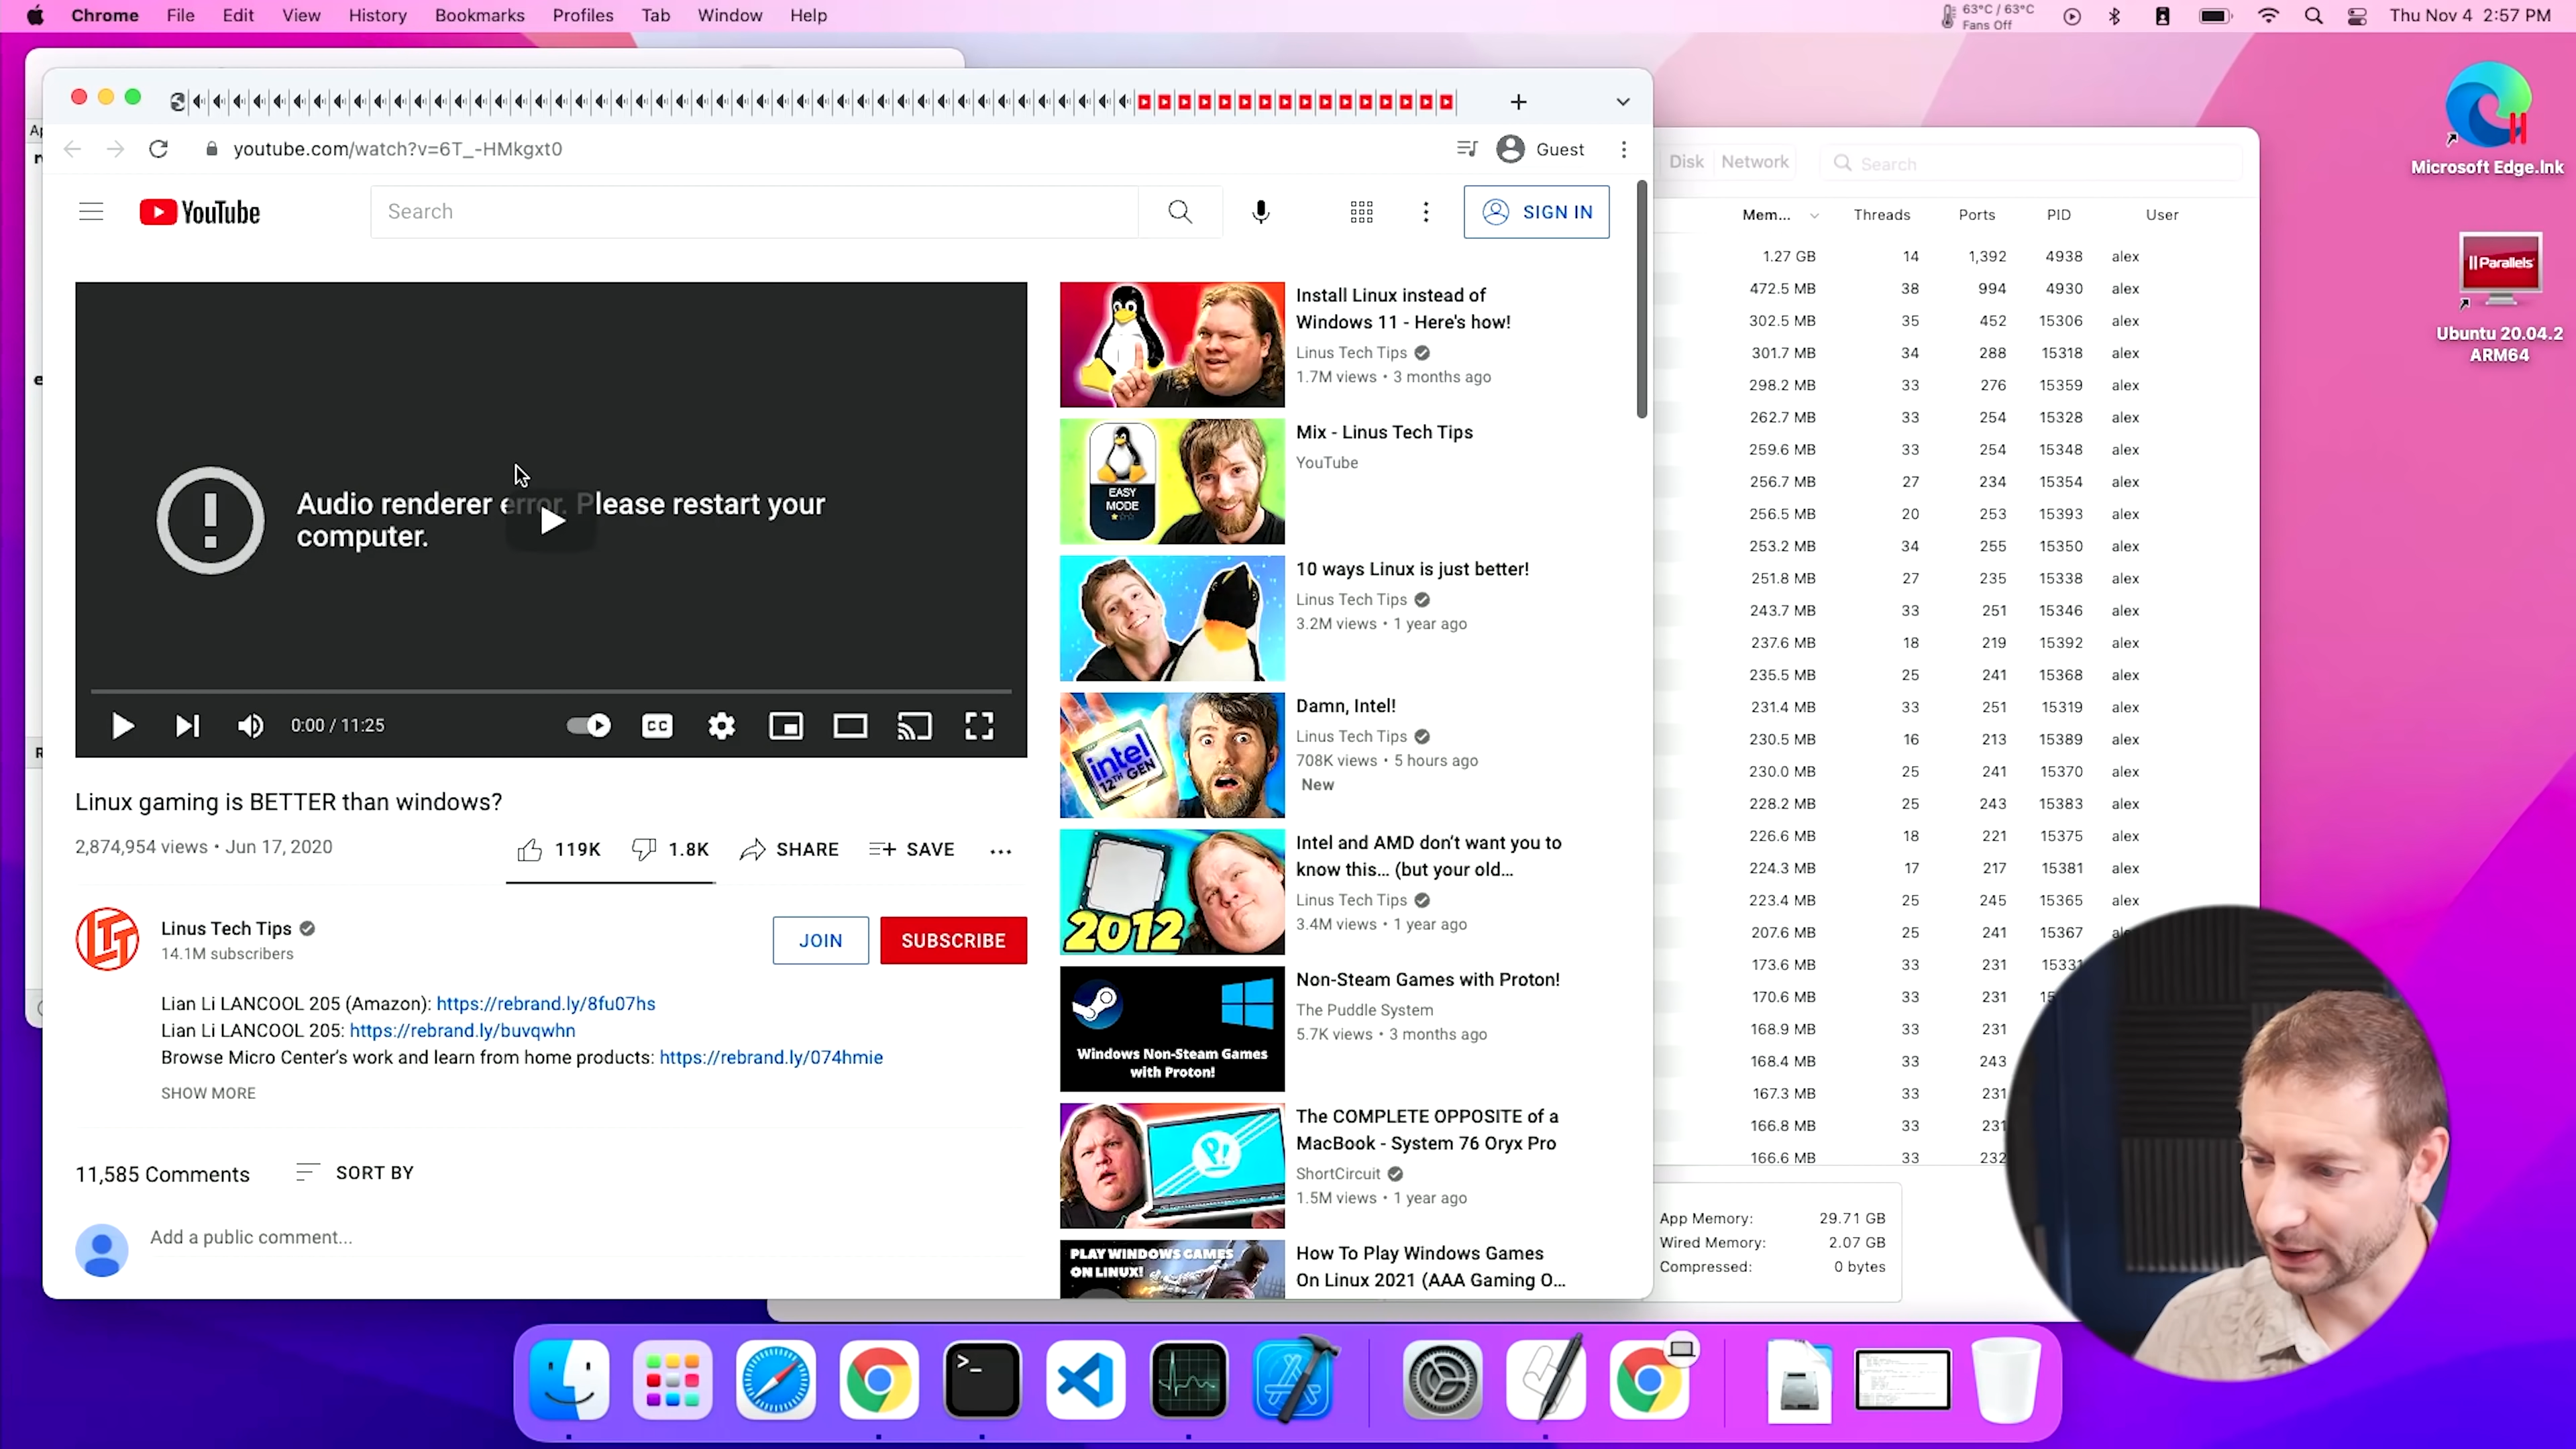 Chrome File Edit View History Bookmarks Profiles Tab Window Help
63°C / 63°C
Fans Off
Thu Nov 4 2:57 PM
youtube.com/watch?v=6T_-HMkgxt0
Guest
YouTube
Search
SIGN IN
Audio renderer error. Please restart your
computer.
0:00 / 11:25
CC
Linux gaming is BETTER than windows?
2,874,954 views • Jun 17, 2020
119K 1.8K SHARE SAVE
Linus Tech Tips
14.1M subscribers
JOIN SUBSCRIBE
Lian Li LANCOOL 205 (Amazon): https://rebrand.ly/8fu07hs
Lian Li LANCOOL 205: https://rebrand.ly/buvqwhn
Browse Micro Center's work and learn from home products: https://rebrand.ly/074hmie
SHOW MORE
11,585 Comments SORT BY
Add a public comment...
Install Linux instead of
Windows 11 - Here's how!
Linus Tech Tips
1.7M views • 3 months ago
EASY
MODE
Mix - Linus Tech Tips
YouTube
10 ways Linux is just better!
Linus Tech Tips
3.2M views • 1 year ago
intel
12TH GEN
Damn, Intel!
Linus Tech Tips
708K views • 5 hours ago
New
2012
Intel and AMD don't want you to
know this... (but your old...
Linus Tech Tips
3.4M views • 1 year ago
Windows Non-Steam Games
with Proton!
Non-Steam Games with Proton!
The Puddle System
5.7K views • 3 months ago
The COMPLETE OPPOSITE of a
MacBook - System 76 Oryx Pro
ShortCircuit
1.5M views • 1 year ago
PLAY WINDOWS GAMES
ON LINUX!
How To Play Windows Games
On Linux 2021 (AAA Gaming O...
Disk Network Search
Mem... Threads Ports PID User
1.27 GB 14 1,392 4938 alex
472.5 MB 38 994 4930 alex
302.5 MB 35 452 15306 alex
301.7 MB 34 288 15318 alex
298.2 MB 33 276 15359 alex
262.7 MB 33 254 15328 alex
259.6 MB 33 254 15348 alex
256.7 MB 27 234 15354 alex
256.5 MB 20 253 15393 alex
253.2 MB 34 255 15350 alex
251.8 MB 27 235 15338 alex
243.7 MB 33 251 15346 alex
237.6 MB 18 219 15392 alex
235.5 MB 25 241 15368 alex
231.4 MB 33 251 15319 alex
230.5 MB 16 213 15389 alex
230.0 MB 25 241 15370 alex
228.2 MB 25 243 15383 alex
226.6 MB 18 221 15375 alex
224.3 MB 17 217 15381 alex
223.4 MB 25 245 15365 alex
207.6 MB 25 241 15367
173.6 MB 33 231
170.6 MB 33 231
168.9 MB 33 231
168.4 MB 33 243
167.3 MB 33 231
166.8 MB 33 231
166.6 MB 33 232
App Memory: 29.71 GB
Wired Memory: 2.07 GB
Compressed: 0 bytes
Microsoft Edge.lnk
Parallels
Ubuntu 20.04.2
ARM64